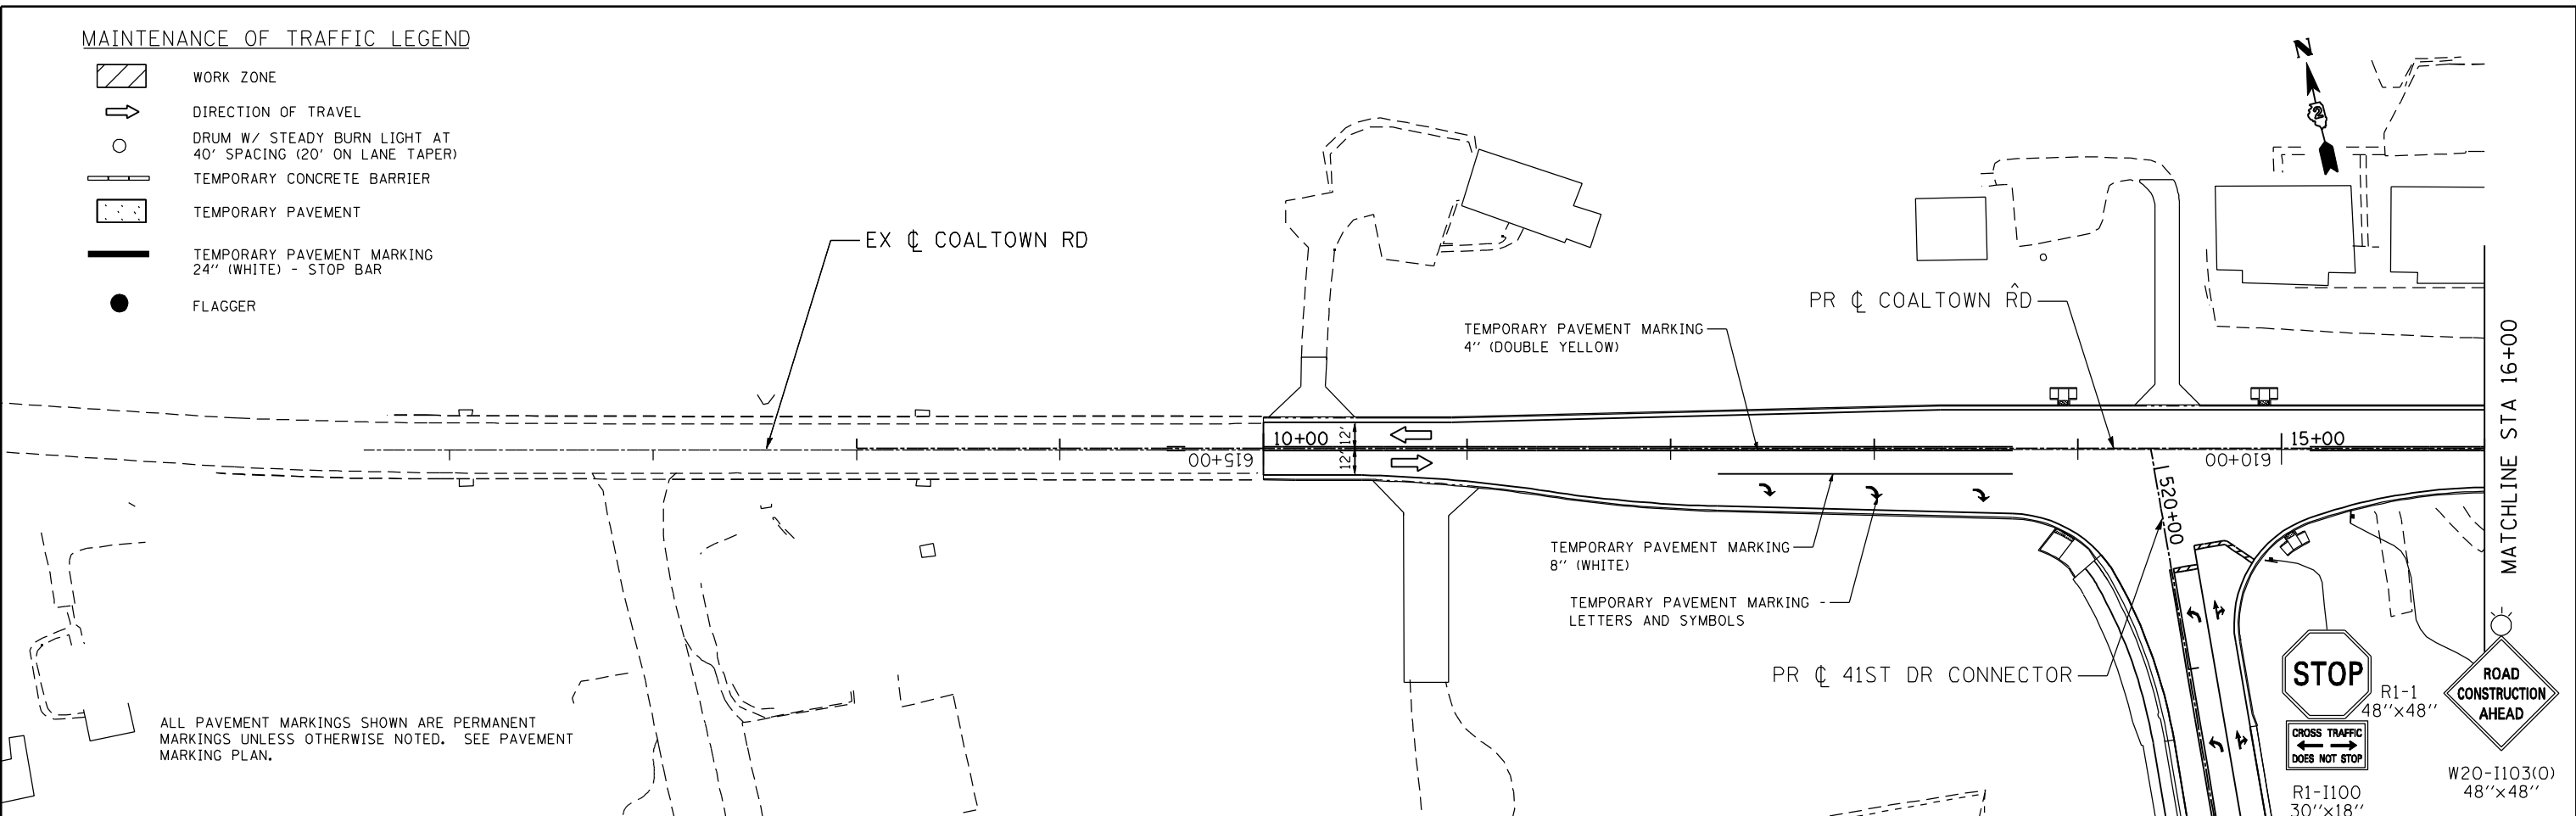 MAINTENANCE OF TRAFFIC LEGEND
WORK ZONE
DIRECTION OF TRAVEL
DRUM W/ STEADY BURN LIGHT AT
40' SPACING (20' ON LANE TAPER)
TEMPORARY CONCRETE BARRIER
TEMPORARY PAVEMENT
TEMPORARY PAVEMENT MARKING
24'' (WHITE) - STOP BAR
FLAGGER
EX ℄ COALTOWN RD
N
2
PR ℄ COALTOWN RD
TEMPORARY PAVEMENT MARKING
4'' (DOUBLE YELLOW)
MATCHLINE STA 16+00
10+00
12'
12'
615+00
15+00
610+00
520+00
TEMPORARY PAVEMENT MARKING
8'' (WHITE)
TEMPORARY PAVEMENT MARKING -
LETTERS AND SYMBOLS
PR ℄ 41ST DR CONNECTOR
STOP
R1-1
48''x48''
CROSS TRAFFIC
DOES NOT STOP
R1-I100
30''x18''
ROAD
CONSTRUCTION
AHEAD
W20-I103(O)
48''x48''
ALL PAVEMENT MARKINGS SHOWN ARE PERMANENT
MARKINGS UNLESS OTHERWISE NOTED. SEE PAVEMENT
MARKING PLAN.